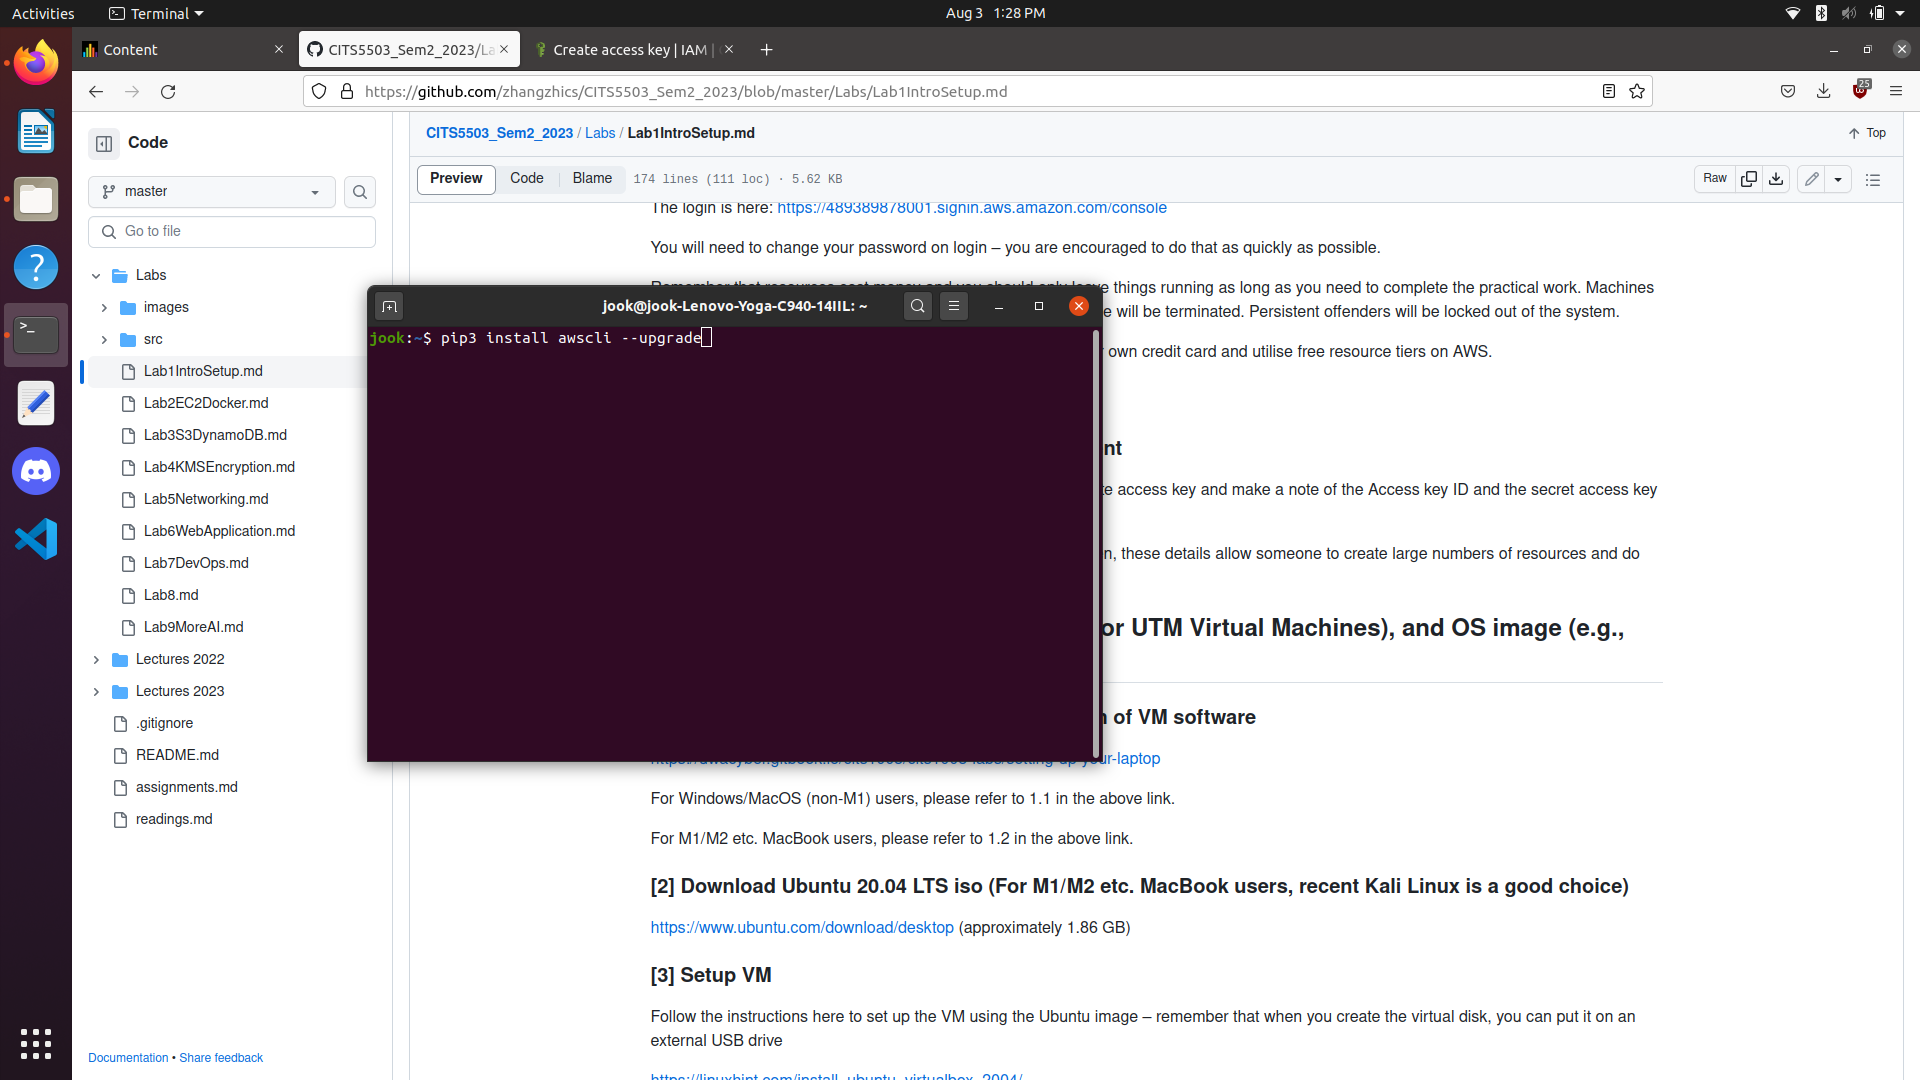 Activities
Terminal
Aug 3 1:28 PM
Content
CITS5503_Sem2_2023/La
Create access key | IAM |
https://github.com/zhangzhics/CITS5503_Sem2_2023/blob/master/Labs/Lab1IntroSetup.md
25
Code
master
Go to file
Labs
images
src
Lab1IntroSetup.md
Lab2EC2Docker.md
Lab3S3DynamoDB.md
Lab4KMSEncryption.md
Lab5Networking.md
Lab6WebApplication.md
Lab7DevOps.md
Lab8.md
Lab9MoreAI.md
Lectures 2022
Lectures 2023
.gitignore
README.md
assignments.md
readings.md
Documentation • Share feedback
CITS5503_Sem2_2023 / Labs / Lab1IntroSetup.md
Top
Preview Code Blame 174 lines (111 loc) · 5.62 KB
Raw
The login is here: https://489389878001.signin.aws.amazon.com/console
You will need to change your password on login – you are encouraged to do that as quickly as possible.
things running as long as you need to complete the practical work. Machines
e will be terminated. Persistent offenders will be locked out of the system.
own credit card and utilise free resource tiers on AWS.
nt
te access key and make a note of the Access key ID and the secret access key
n, these details allow someone to create large numbers of resources and do
or UTM Virtual Machines), and OS image (e.g.,
n of VM software
ur-laptop
jook@jook-Lenovo-Yoga-C940-14IIL: ~
jook:~$ pip3 install awscli --upgrade
For Windows/MacOS (non-M1) users, please refer to 1.1 in the above link.
For M1/M2 etc. MacBook users, please refer to 1.2 in the above link.
[2] Download Ubuntu 20.04 LTS iso (For M1/M2 etc. MacBook users, recent Kali Linux is a good choice)
https://www.ubuntu.com/download/desktop (approximately 1.86 GB)
[3] Setup VM
Follow the instructions here to set up the VM using the Ubuntu image – remember that when you create the virtual disk, you can put it on an
external USB drive
https://linuxhint.com/install_ubuntu_virtualbox_2004/